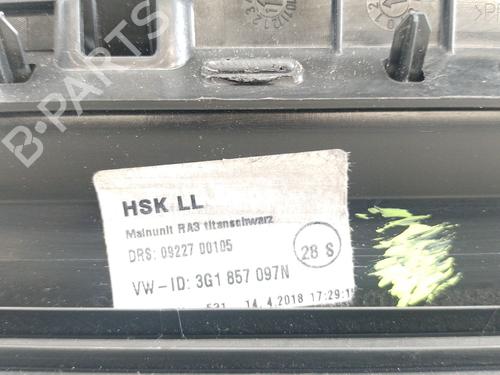 B-PARTS
HSK LL
Mainunit RA3 titanschwarz
DRS: 09227 00105
28 S
VW-ID: 3G1 857 097N
14.4.2018 17:29:1